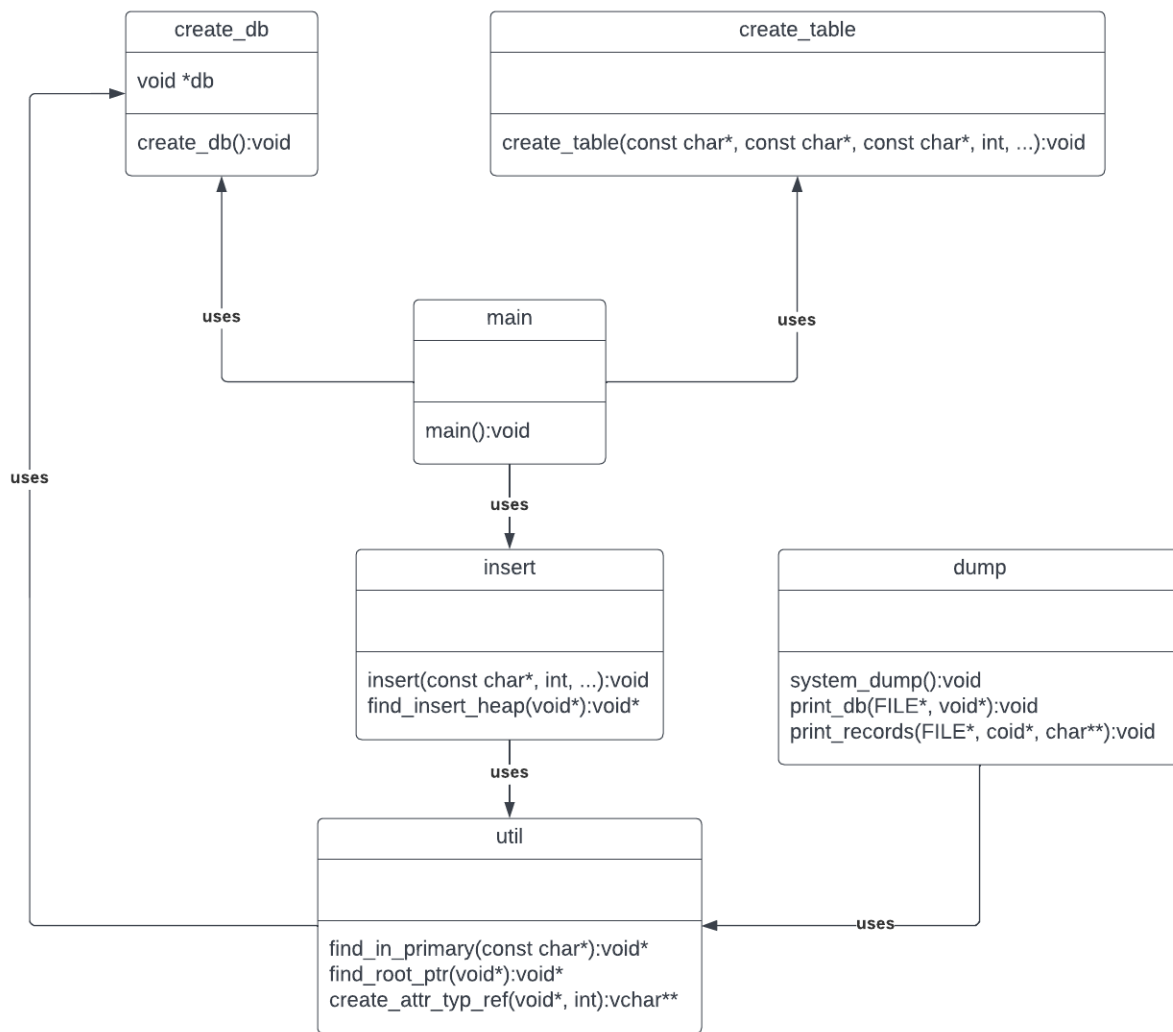 create_db
void *db
create_db():void
create_table
create_table(const char*, const char*, const char*, int, ...):void
uses
uses
main
main():void
uses
uses
insert
insert(const char*, int, ...):void
find_insert_heap(void*):void*
dump
system_dump():void
print_db(FILE*, void*):void
print_records(FILE*, coid*, char**):void
uses
util
find_in_primary(const char*):void*
find_root_ptr(void*):void*
create_attr_typ_ref(void*, int):vchar**
uses